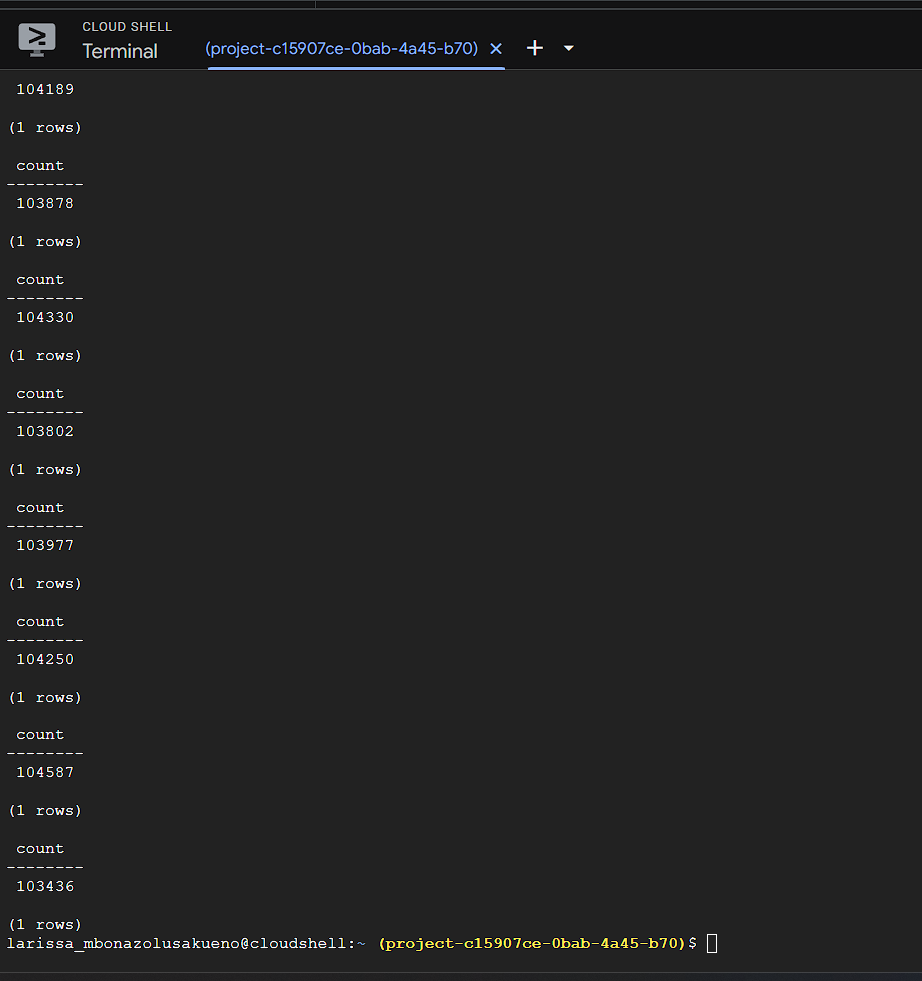 CLOUD SHELL
Terminal
(project-c15907ce-0bab-4a45-b70)
104189
(1 rows)
count
--------
103878
(1 rows)
count
--------
104330
(1 rows)
count
--------
103802
(1 rows)
count
--------
103977
(1 rows)
count
--------
104250
(1 rows)
count
--------
104587
(1 rows)
count
--------
103436
(1 rows)
larissa_mbonazolusakueno@cloudshell:~ (project-c15907ce-0bab-4a45-b70)$